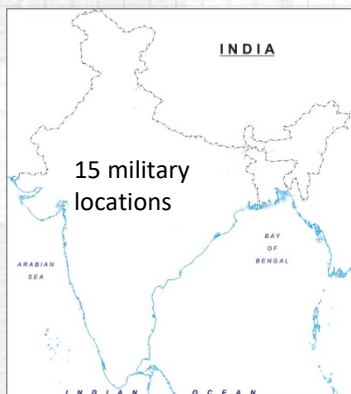 INDIA
15 military
locations
ARABIAN
SEA
BAY
OF
BENGAL
INDIAN OCEAN